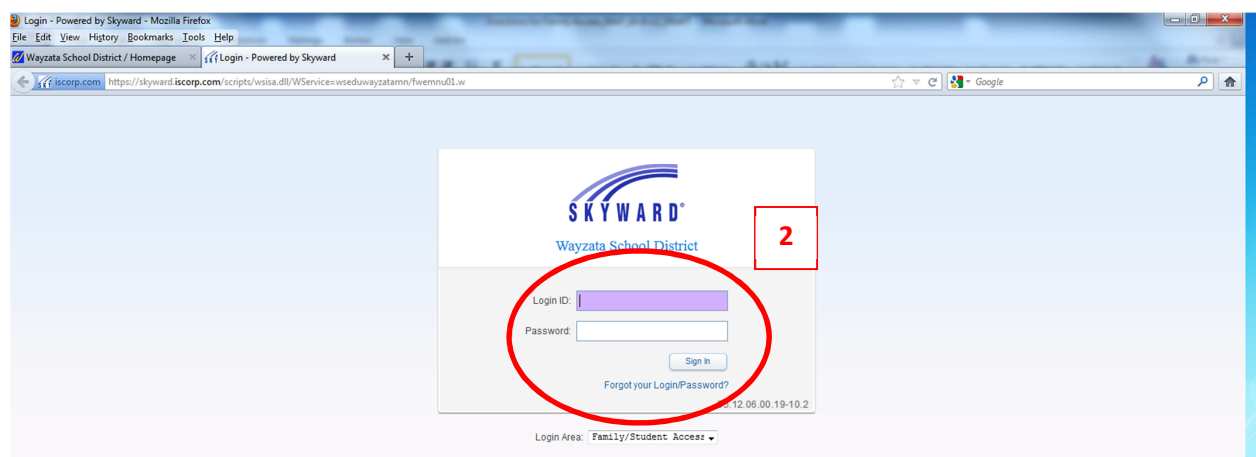 Login - Powered by Skyward - Mozilla Firefox
File Edit View History Bookmarks Tools Help
Wayzata School District / Homepage × Login - Powered by Skyward × +
iscorp.com https://skyward.iscorp.com/scripts/wsisa.dll/WService=wseduwayzatamn/fwemnu01.w Google
SKYWARD®
Wayzata School District
2
Login ID:
Password:
Sign In
Forgot your Login/Password?
.12.06.00.19-10.2
Login Area: Family/Student Access